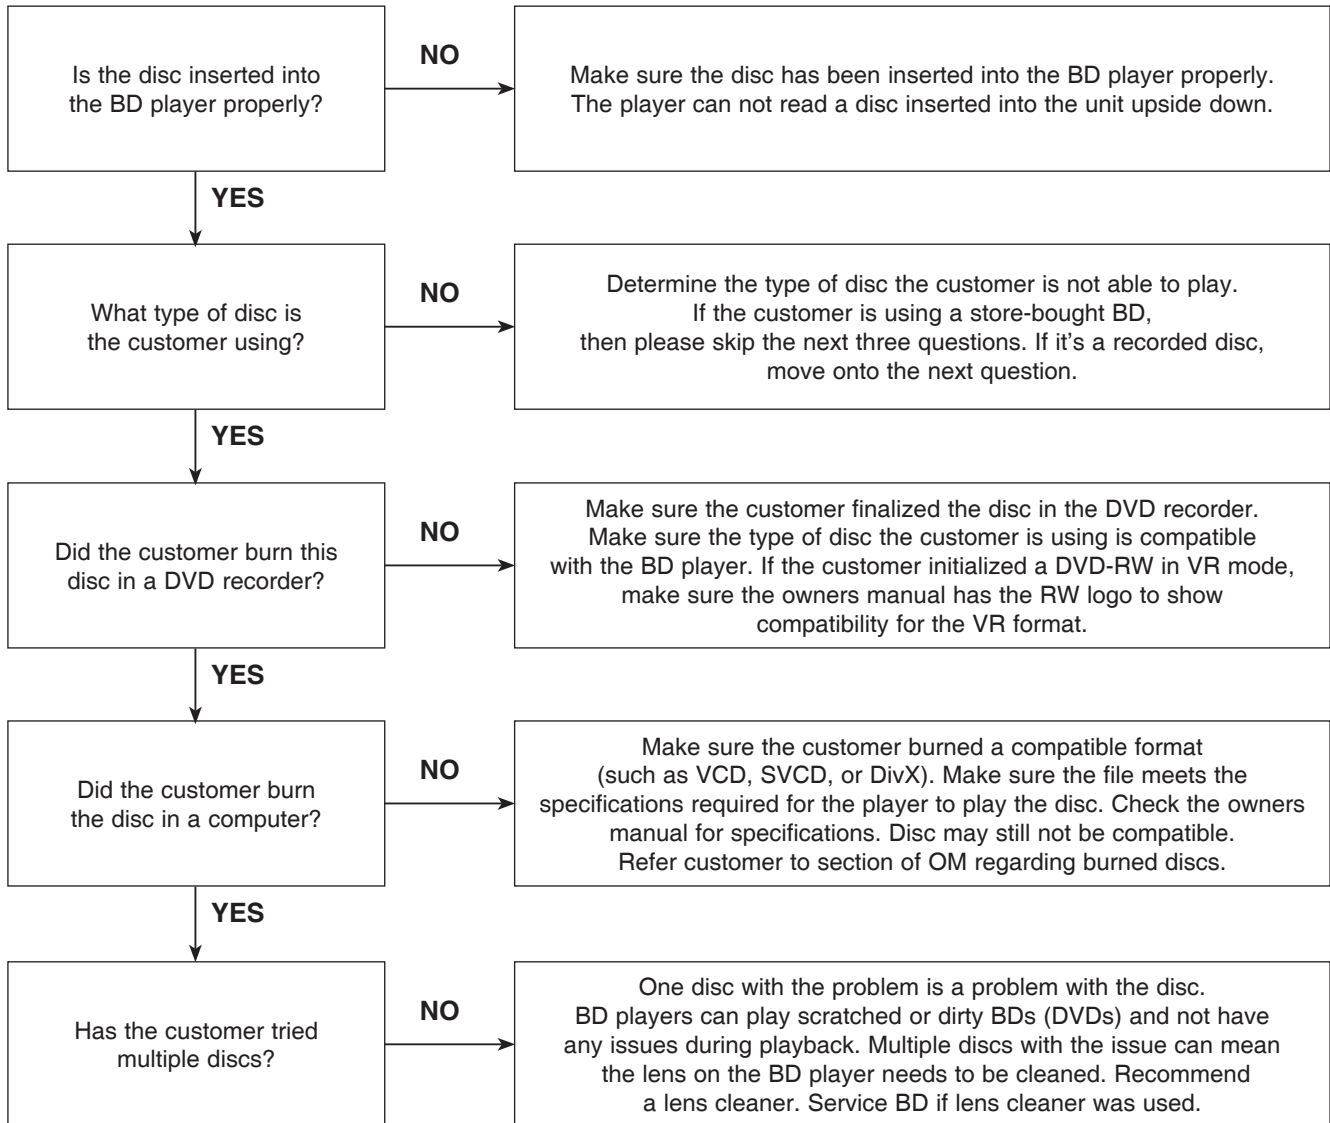 Is the disc inserted into
the BD player properly?
NO
Make sure the disc has been inserted into the BD player properly.
The player can not read a disc inserted into the unit upside down.
YES
What type of disc is
the customer using?
NO
Determine the type of disc the customer is not able to play.
If the customer is using a store-bought BD,
then please skip the next three questions. If it's a recorded disc,
move onto the next question.
YES
Did the customer burn this
disc in a DVD recorder?
NO
Make sure the customer finalized the disc in the DVD recorder.
Make sure the type of disc the customer is using is compatible
with the BD player. If the customer initialized a DVD-RW in VR mode,
make sure the owners manual has the RW logo to show
compatibility for the VR format.
YES
Did the customer burn
the disc in a computer?
NO
Make sure the customer burned a compatible format
(such as VCD, SVCD, or DivX). Make sure the file meets the
specifications required for the player to play the disc. Check the owners
manual for specifications. Disc may still not be compatible.
Refer customer to section of OM regarding burned discs.
YES
Has the customer tried
multiple discs?
NO
One disc with the problem is a problem with the disc.
BD players can play scratched or dirty BDs (DVDs) and not have
any issues during playback. Multiple discs with the issue can mean
the lens on the BD player needs to be cleaned. Recommend
a lens cleaner. Service BD if lens cleaner was used.